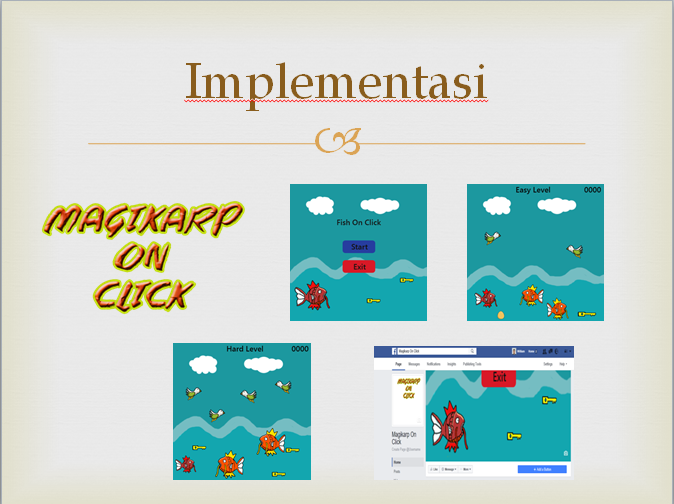 Implementasi
MAGIKARP
ON
CLICK
Fish On Click
Start
Exit
Easy Level 0000
Hard Level 0000
Magikarp On Click
Page Messages Notifications Insights Publishing Tools
Settings Help
MAGIKARP
ON
CLICK
Exit
Magikarp On
Click
Home